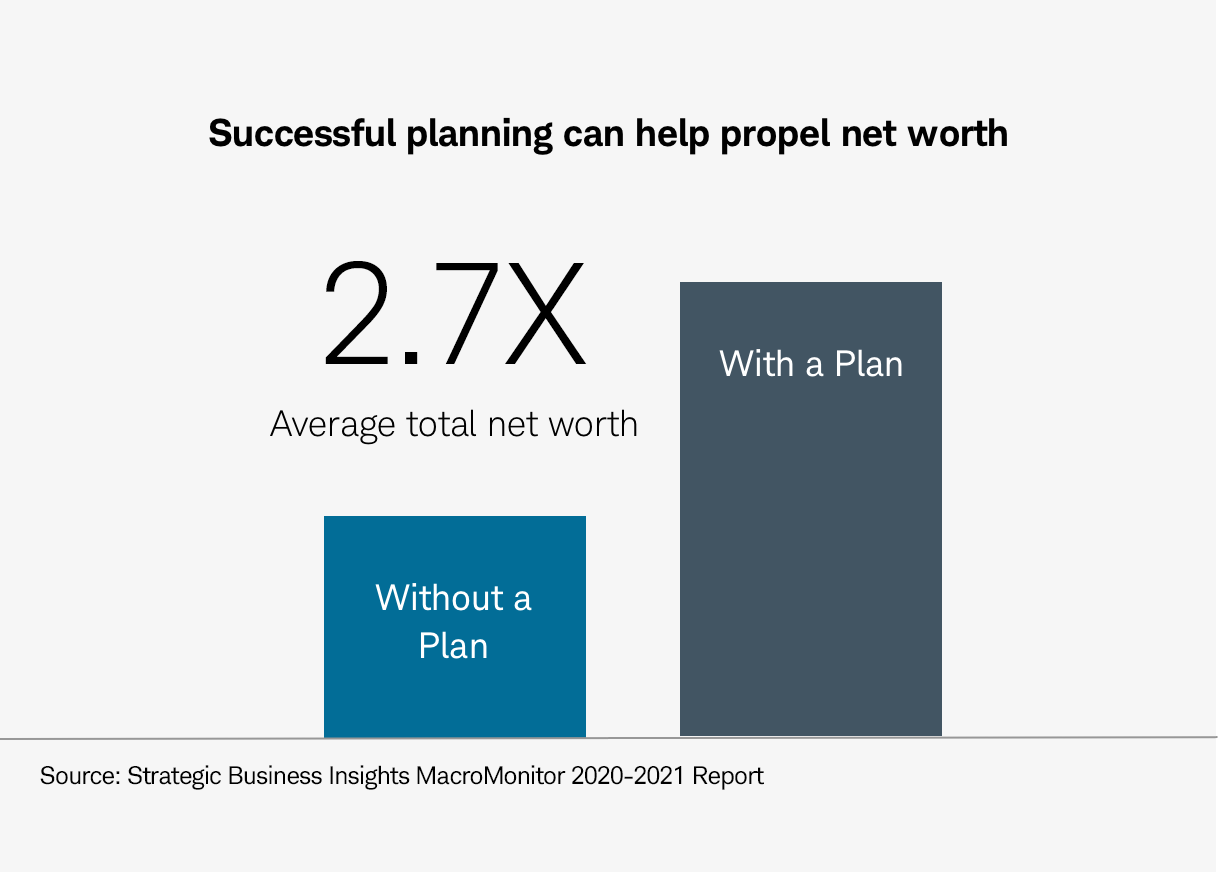 Successful planning can help propel net worth
2.7X
Average total net worth
With a Plan
Without a
Plan
Source: Strategic Business Insights MacroMonitor 2020-2021 Report